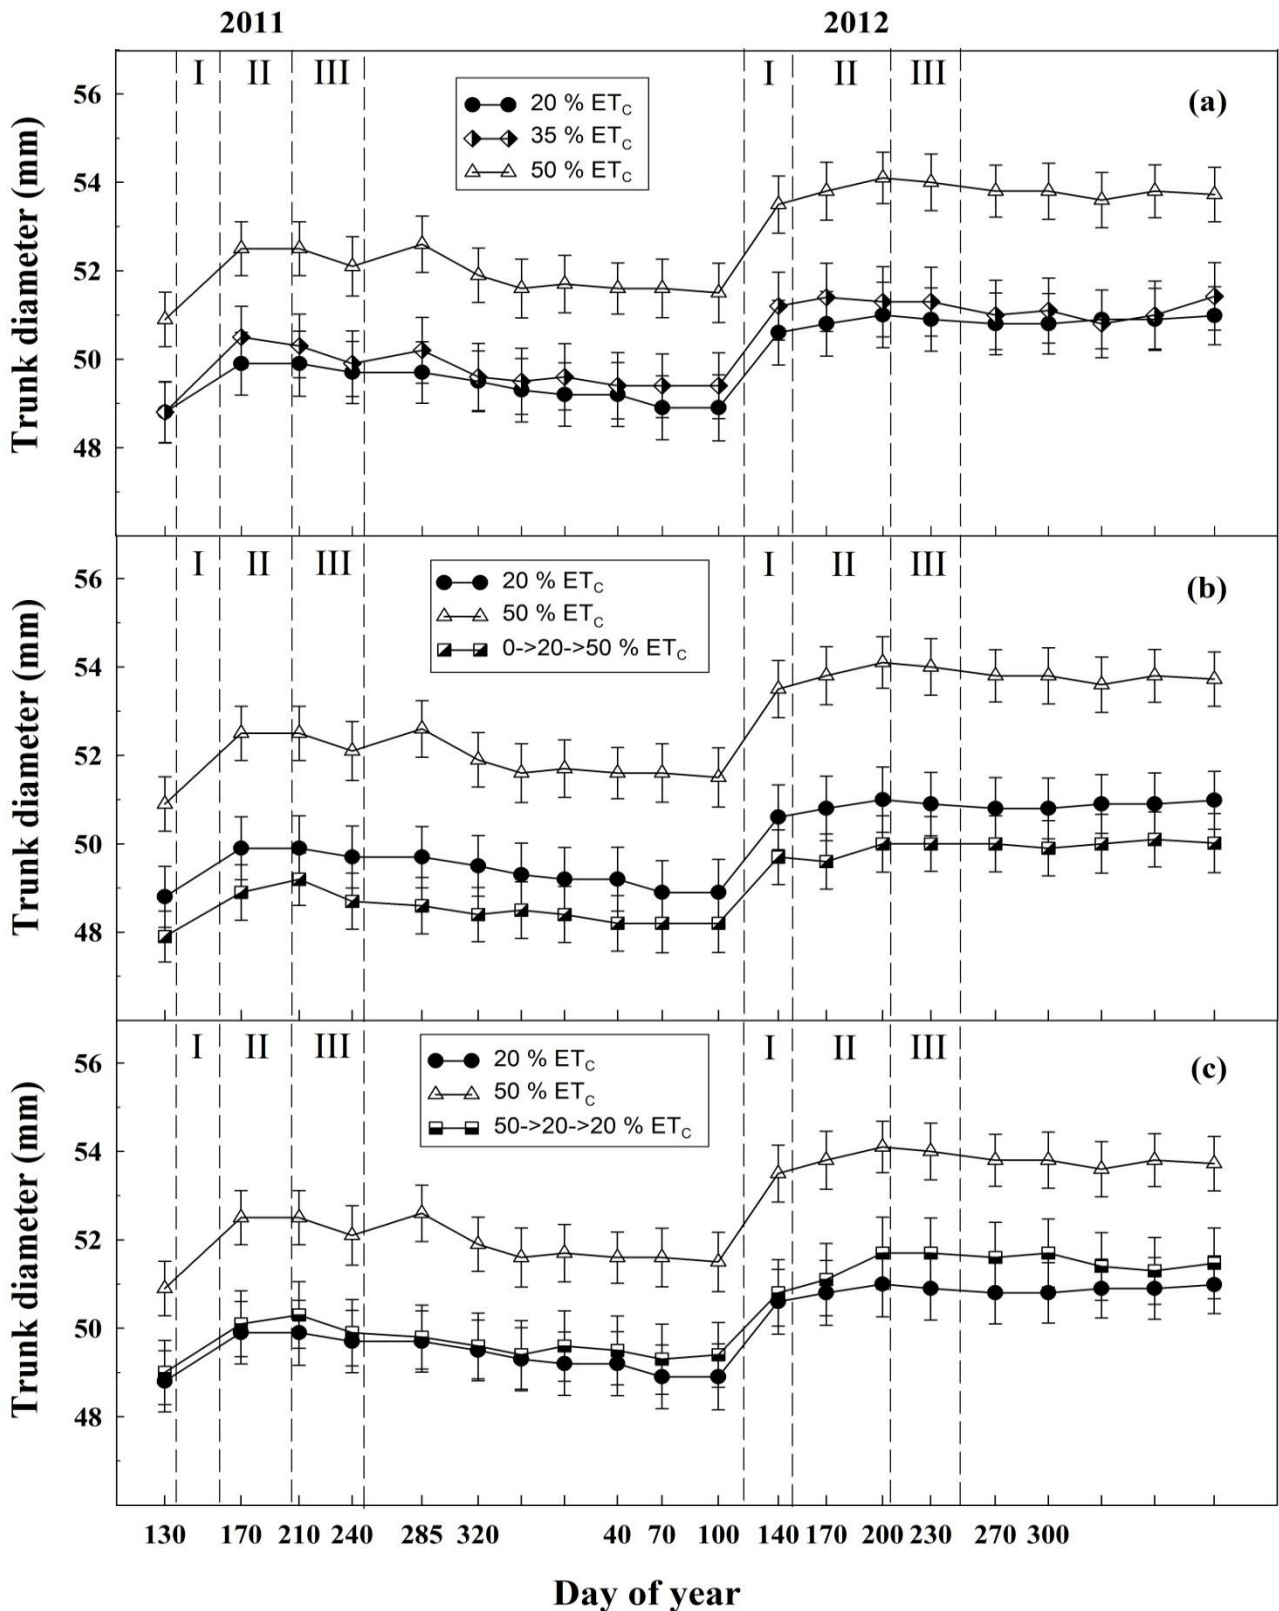 2011 2012
I II III I II III
(a)
20 % ETC
35 % ETC
50 % ETC
56
54
52
50
48
Trunk diameter (mm)
I II III I II III
(b)
20 % ETC
50 % ETC
0->20->50 % ETC
56
54
52
50
48
Trunk diameter (mm)
I II III I II III
(c)
20 % ETC
50 % ETC
50->20->20 % ETC
56
54
52
50
48
Trunk diameter (mm)
130 170 210 240 285 320 40 70 100 140 170 200 230 270 300
Day of year